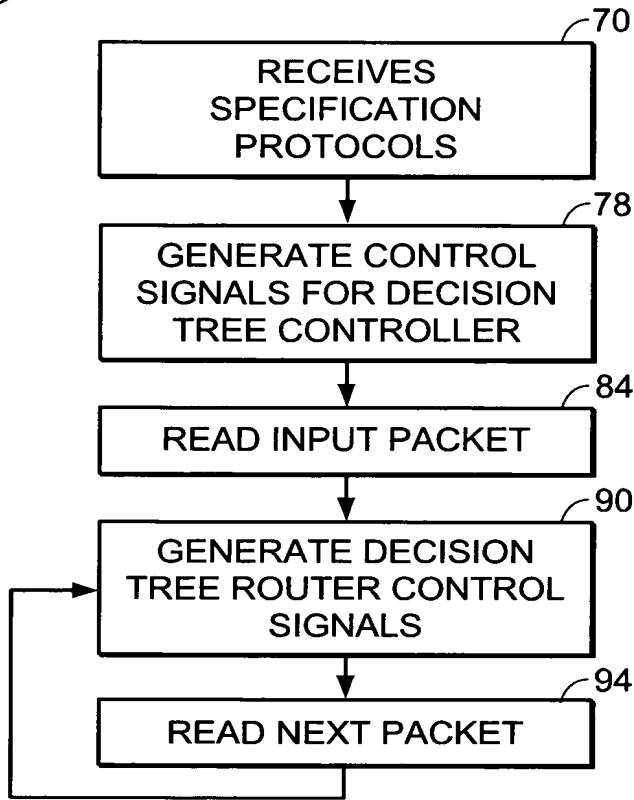 70
RECEIVES
SPECIFICATION
PROTOCOLS
78
GENERATE CONTROL
SIGNALS FOR DECISION
TREE CONTROLLER
84
READ INPUT PACKET
90
GENERATE DECISION
TREE ROUTER CONTROL
SIGNALS
94
READ NEXT PACKET